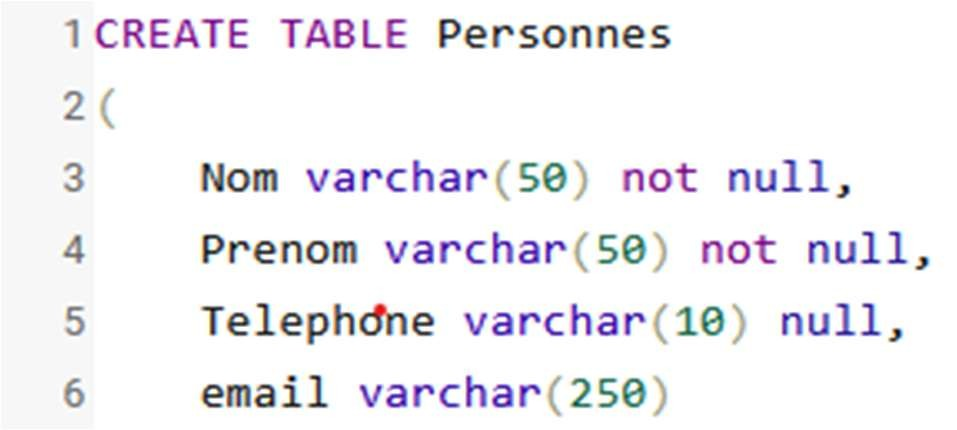 1 CREATE TABLE Personnes
2 (
3 Nom varchar(50) not null,
4 Prenom varchar(50) not null,
5 Telephone varchar(10) null,
6 email varchar(250)